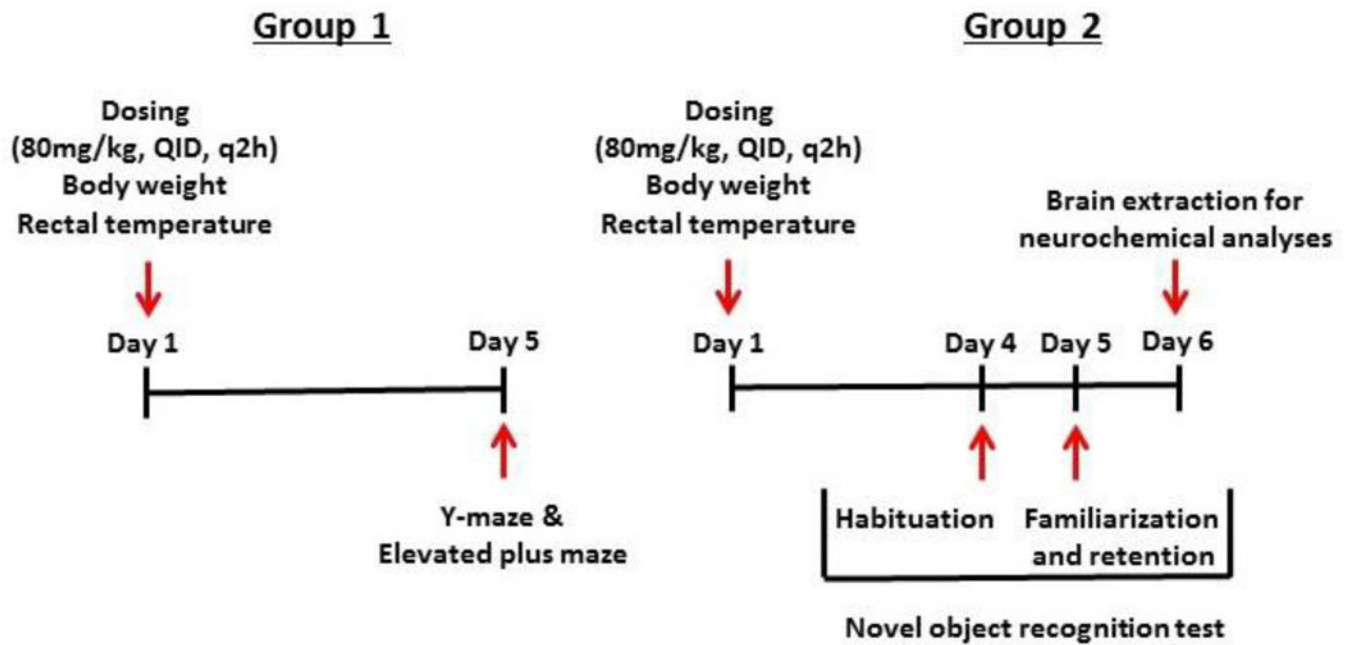 Group 1
Dosing
(80mg/kg, QID, q2h)
Body weight
Rectal temperature
Day 1
Day 5
Y-maze &
Elevated plus maze
Group 2
Dosing
(80mg/kg, QID, q2h)
Body weight
Rectal temperature
Brain extraction for
neurochemical analyses
Day 1
Day 4
Day 5
Day 6
Habituation
Familiarization
and retention
Novel object recognition test